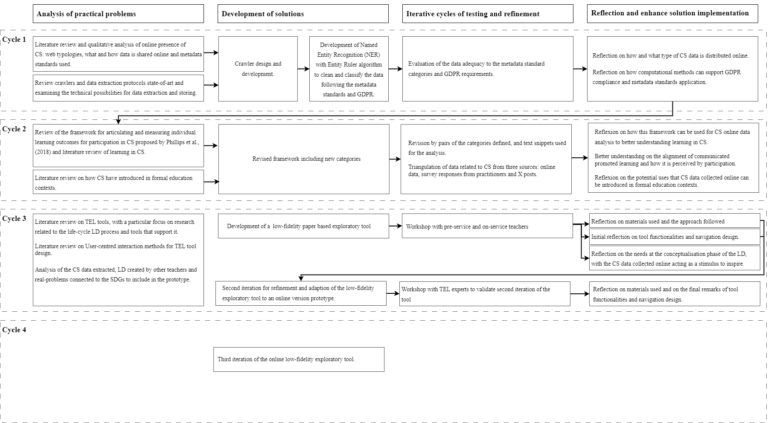 Analysis of practical problems
Development of solutions
Iterative cycles of testing and refinement
Reflection and enhance solution implementation
Cycle 1
Literature review and qualitative analysis of online presence of
CS: web typologies, what and how data is shared online and metadata
standards used.
Review crawlers and data extraction protocols state-of-art and
examining the technical possibilities for data extraction and storing.
Crawler design and
development.
Development of Named
Entity Recognition (NER)
with Entity Ruler algorithm
to clean and classify the data
following the metadata
standards and GDPR.
Evaluation of the data adequacy to the metadata standard
categories and GDPR requirements.
Reflection on how and what type of CS data is distributed online.
Reflection on how computational methods can support GDPR
compliance and metadata standards application.
Cycle 2
Review of the framework for articulating and measuring individual
learning outcomes for participation in CS proposed by Phillips et al.,
(2018) and literature review of learning in CS.
Literature review on how CS have introduced in formal education
contexts.
Revised framework including new categories
Revision by pairs of the categories defined, and text snippets used
for the analysis.
Triangulation of data related to CS from three sources: online
data, survey responses from practitioners and X posts.
Reflexion on how this framework can be used for CS online data
analysis to better understanding learning in CS.
Better understanding on the alignment of communicated
promoted learning and how it is perceived by participation.
Reflexion on the potential uses that CS data collected online can
be introduced in formal education contexts.
Cycle 3
Literature review on TEL tools, with a particular focus on research
related to the life-cycle LD process and tools that support it.
Literature review on User-centred interaction methods for TEL tool
design.
Analysis of the CS data extracted, LD created by other teachers and
real-problems connected to the SDGs to include in the prototype.
Development of a low-fidelity paper based exploratory tool
Workshop with pre-service and on-service teachers
Reflection on materials used and the approach followed
Initial reflection on tool functionalities and navigation design.
Reflection on the needs at the conceptualisation phase of the LD,
with the CS data collected online acting as a stimulus to inspire.
Second iteration for refinement and adaption of the low-fidelity
exploratory tool to an online version prototype.
Workshop with TEL experts to validate second iteration of the
tool
Reflection on materials used and on the final remarks of tool
functionalities and navigation design.
Cycle 4
Third iteration of the online low-fidelity exploratory tool.